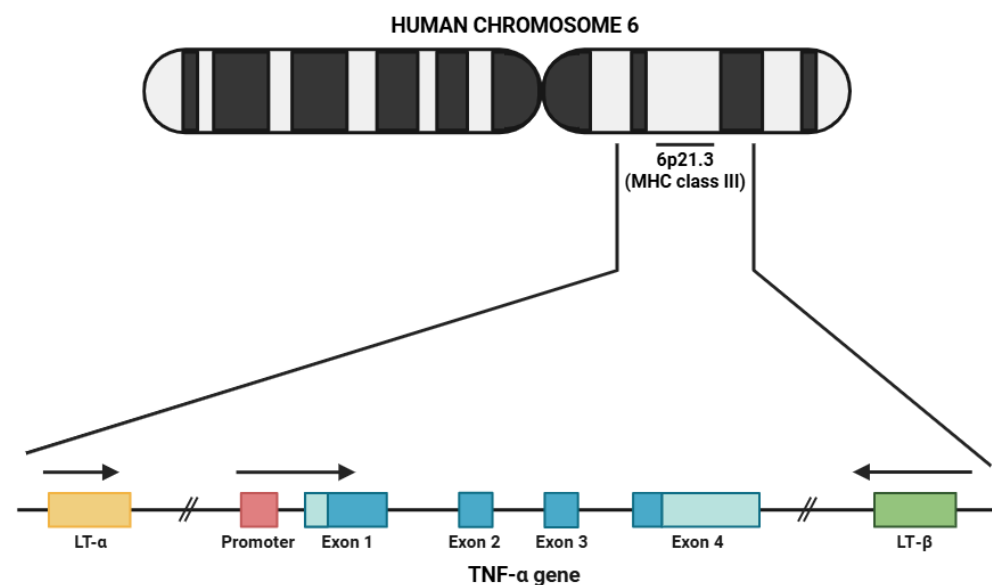 HUMAN CHROMOSOME 6
6p21.3
(MHC class III)
LT-α
Promoter
Exon 1
Exon 2
Exon 3
Exon 4
LT-β
TNF-α gene